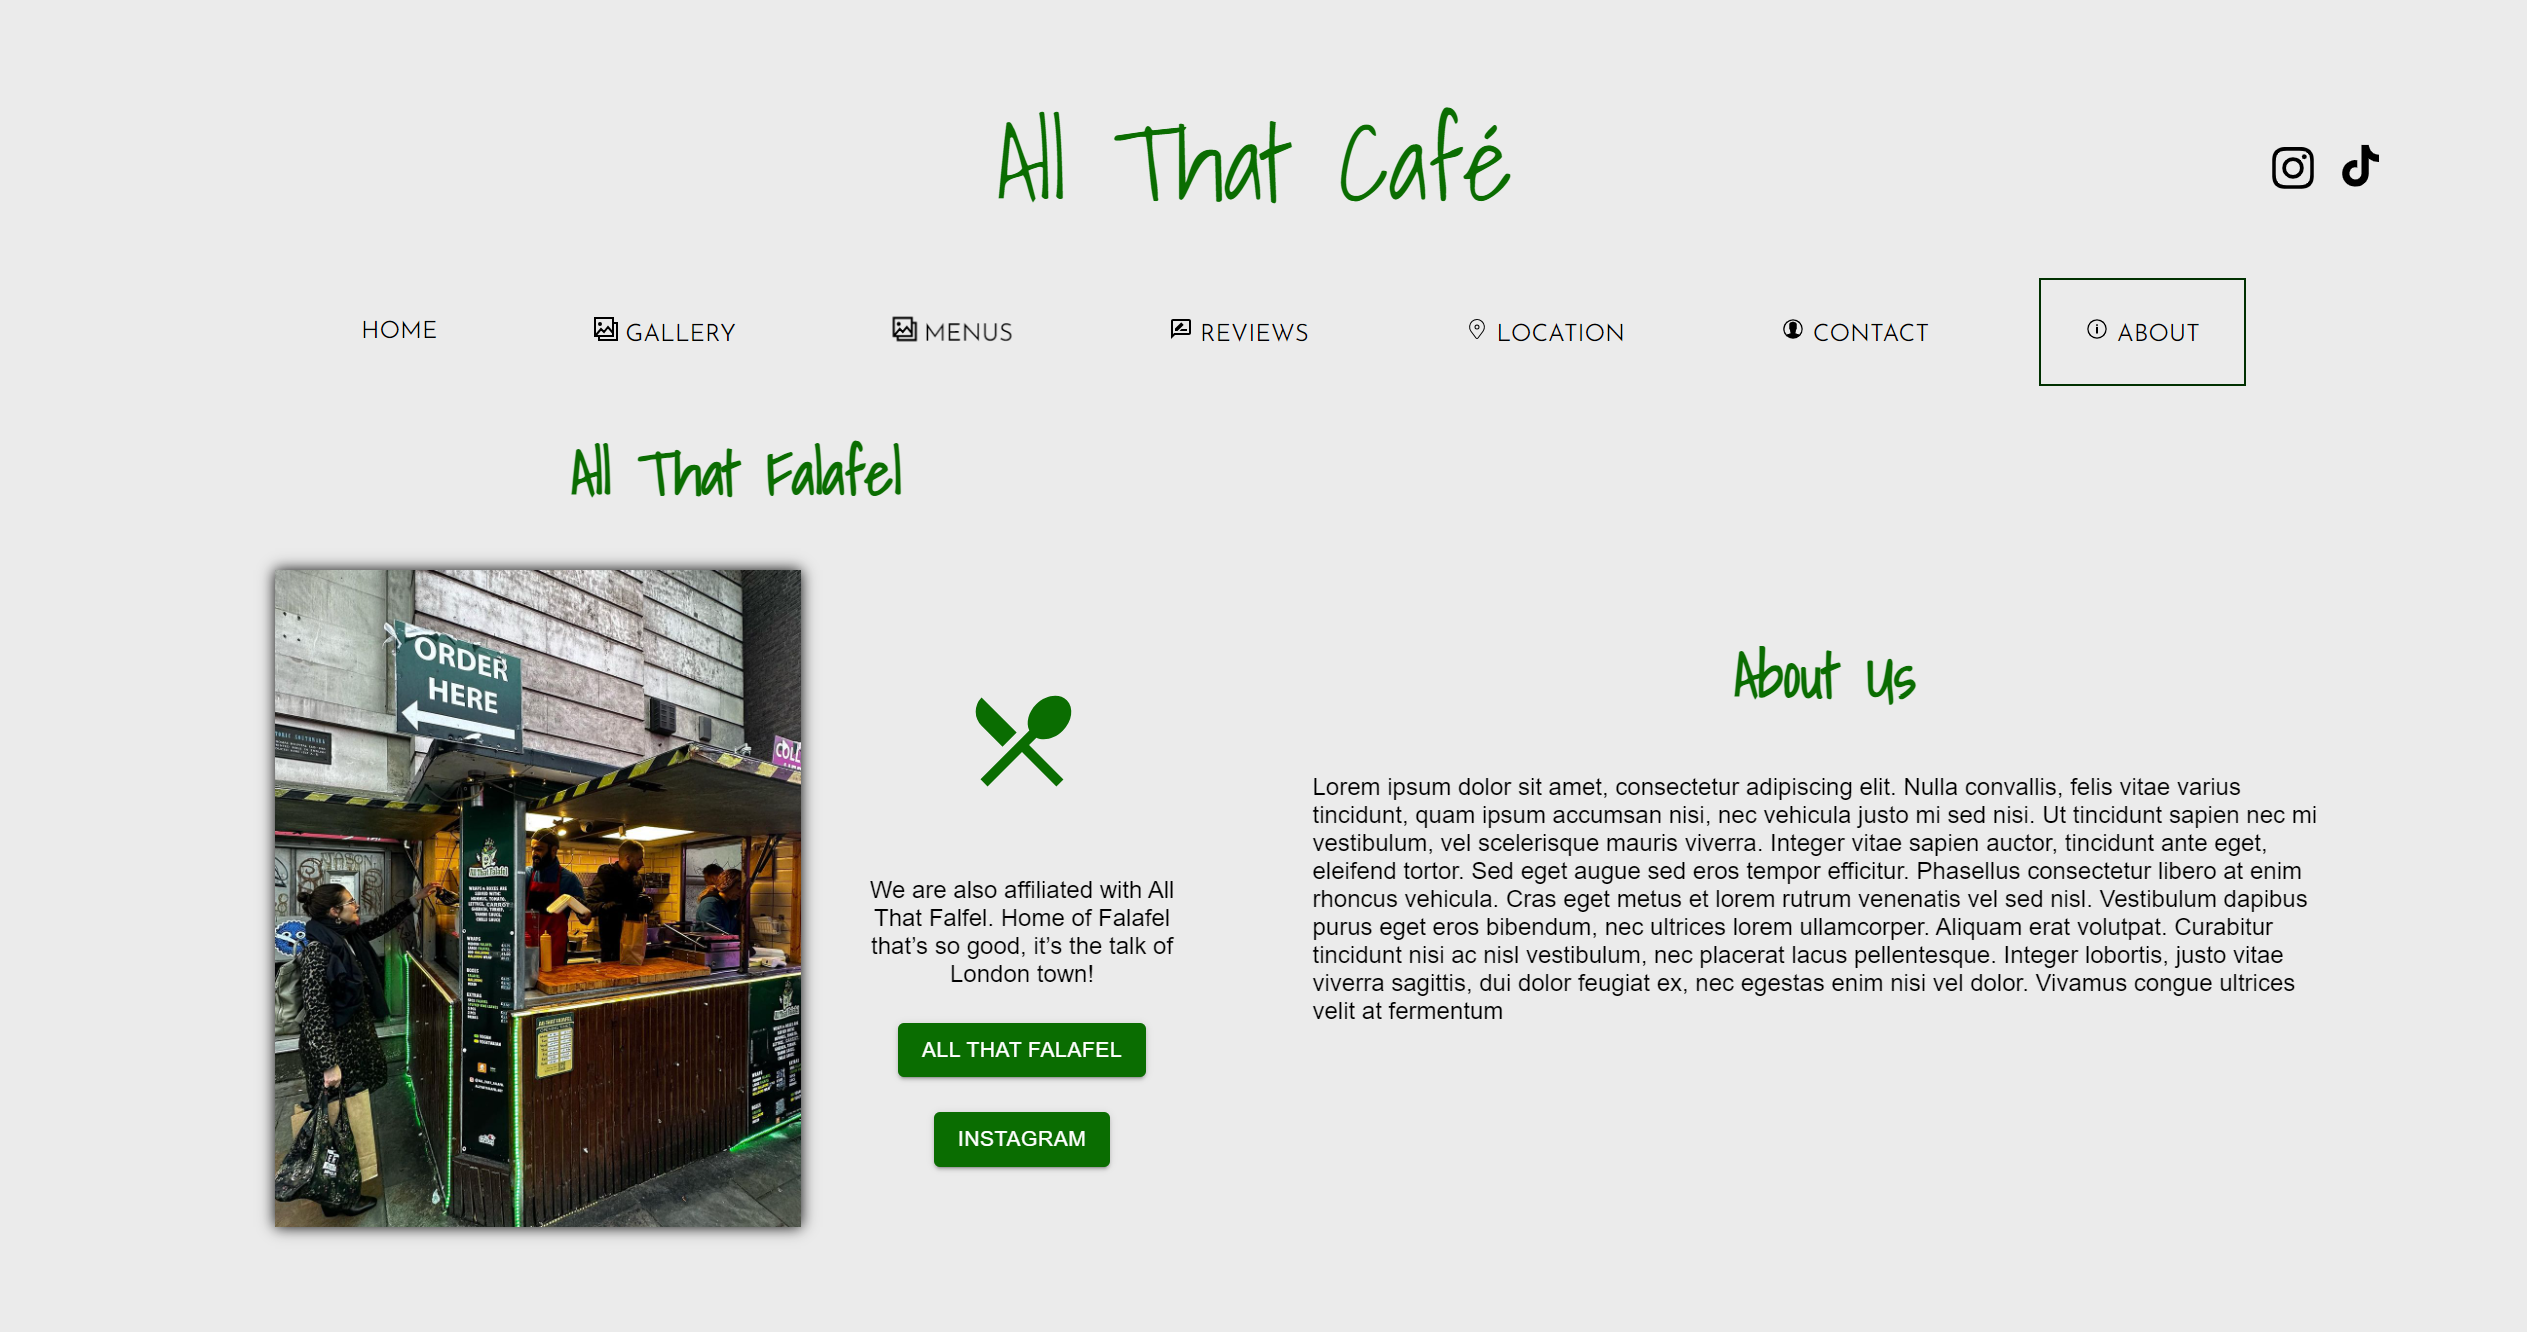 All That Café
HOME
GALLERY
MENUS
REVIEWS
LOCATION
CONTACT
ABOUT
All That Falafel
ORDER
HERE
COLL
All That Falafel
WRAPS
BOXES
EXTRAS
About Us
Lorem ipsum dolor sit amet, consectetur adipiscing elit. Nulla convallis, felis vitae varius
tincidunt, quam ipsum accumsan nisi, nec vehicula justo mi sed nisi. Ut tincidunt sapien nec mi
vestibulum, vel scelerisque mauris viverra. Integer vitae sapien auctor, tincidunt ante eget,
eleifend tortor. Sed eget augue sed eros tempor efficitur. Phasellus consectetur libero at enim
rhoncus vehicula. Cras eget metus et lorem rutrum venenatis vel sed nisl. Vestibulum dapibus
purus eget eros bibendum, nec ultrices lorem ullamcorper. Aliquam erat volutpat. Curabitur
tincidunt nisi ac nisl vestibulum, nec placerat lacus pellentesque. Integer lobortis, justo vitae
viverra sagittis, dui dolor feugiat ex, nec egestas enim nisi vel dolor. Vivamus congue ultrices
velit at fermentum
We are also affiliated with All
That Falfel. Home of Falafel
that’s so good, it’s the talk of
London town!
ALL THAT FALAFEL
INSTAGRAM